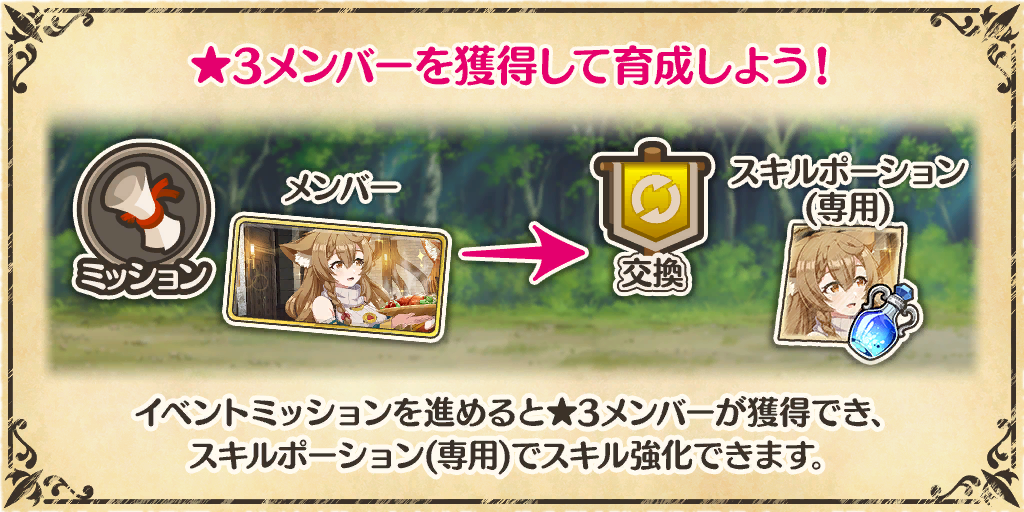 ★3メンバーを獲得して育成しよう！
ミッション
メンバー
交換
スキルポーション
(専用)
イベントミッションを進めると★3メンバーが獲得でき、
スキルポーション(専用)でスキル強化できます。